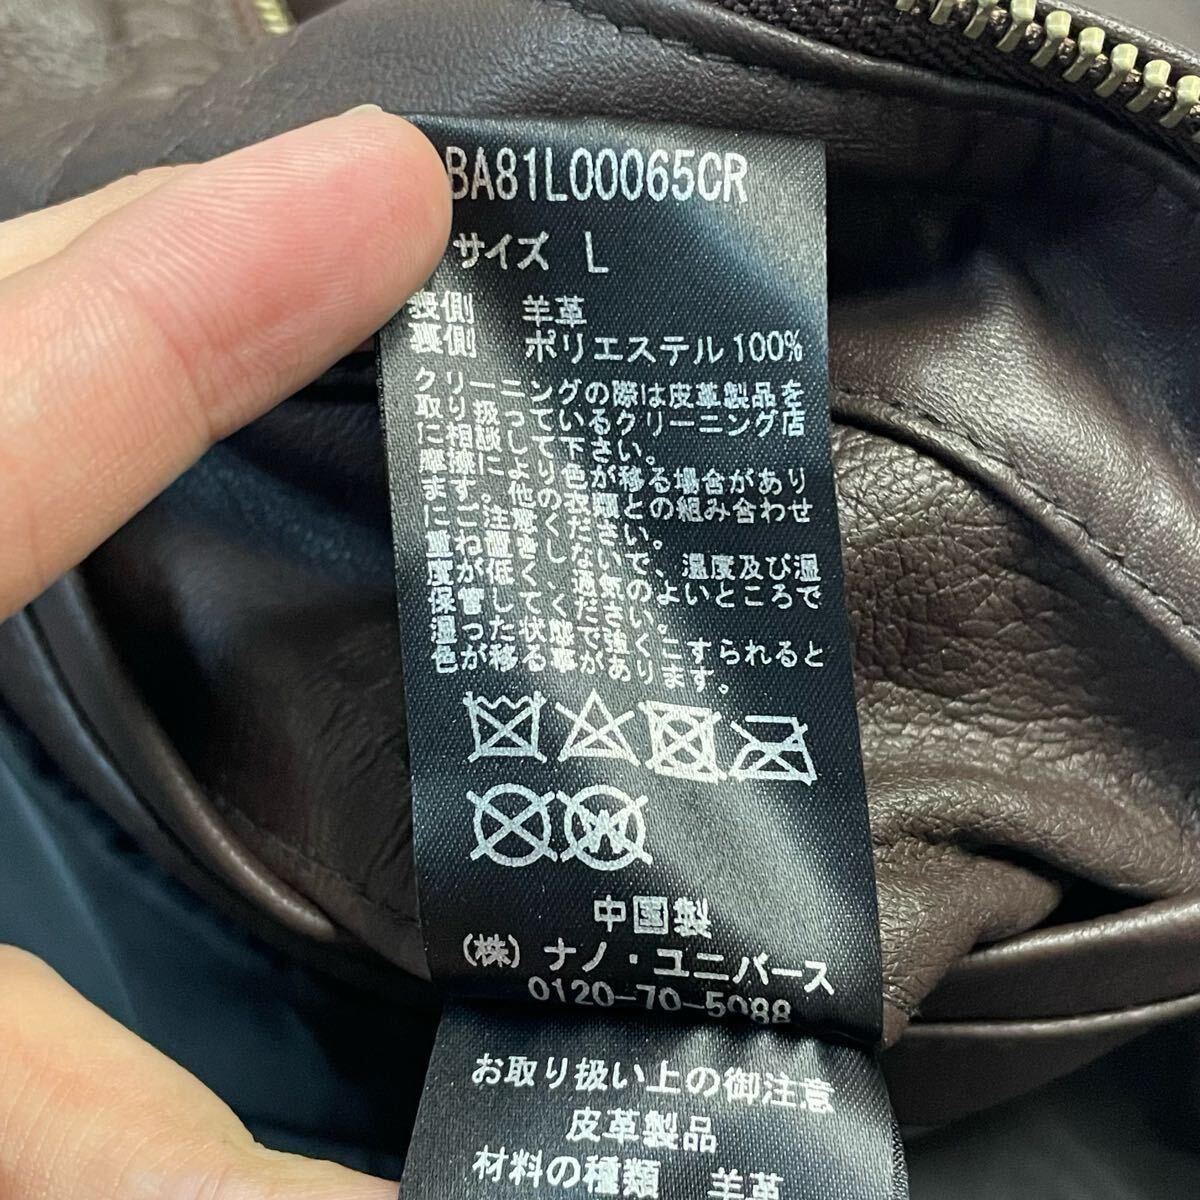 BA81L00065CR
サイズ L
表側 羊革
裏側 ポリエステル100%
クリーニングの際は皮革製品を
取り扱っているクリーニング店
に相談して下さい。
摩擦により色が移る場合があり
ます。他の衣類との組み合わせ
にご注意ください。
重ね置きしないで、温度及び湿
度が低く、通気のよいところで
保管してください。
湿った状態で強くこすられると
色が移る事があります。
中国製
(株)ナノ・ユニバース
0120-70-5088
お取り扱い上の御注意
皮革製品
材料の種類 羊革